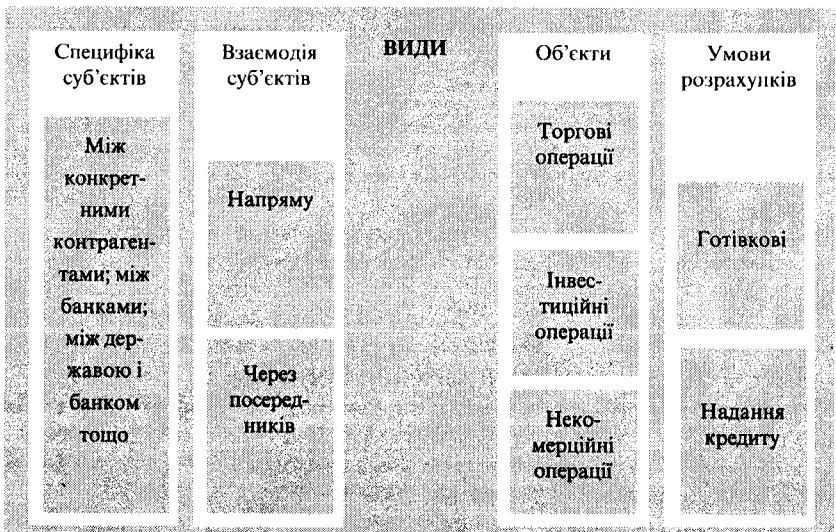 Специфіка
суб’єктів
Між
конкрет-
ними
контраген-
тами; між
банками;
між дер-
жавою і
банком
тощо
Взаємодія
суб’єктів
Напряму
Через
посеред-
ників
ВИДИ
Об’єкти
Торгові
операції
Інвес-
тиційні
операції
Неко-
мерційні
операції
Умови
розрахунків
Готівкові
Надання
кредиту